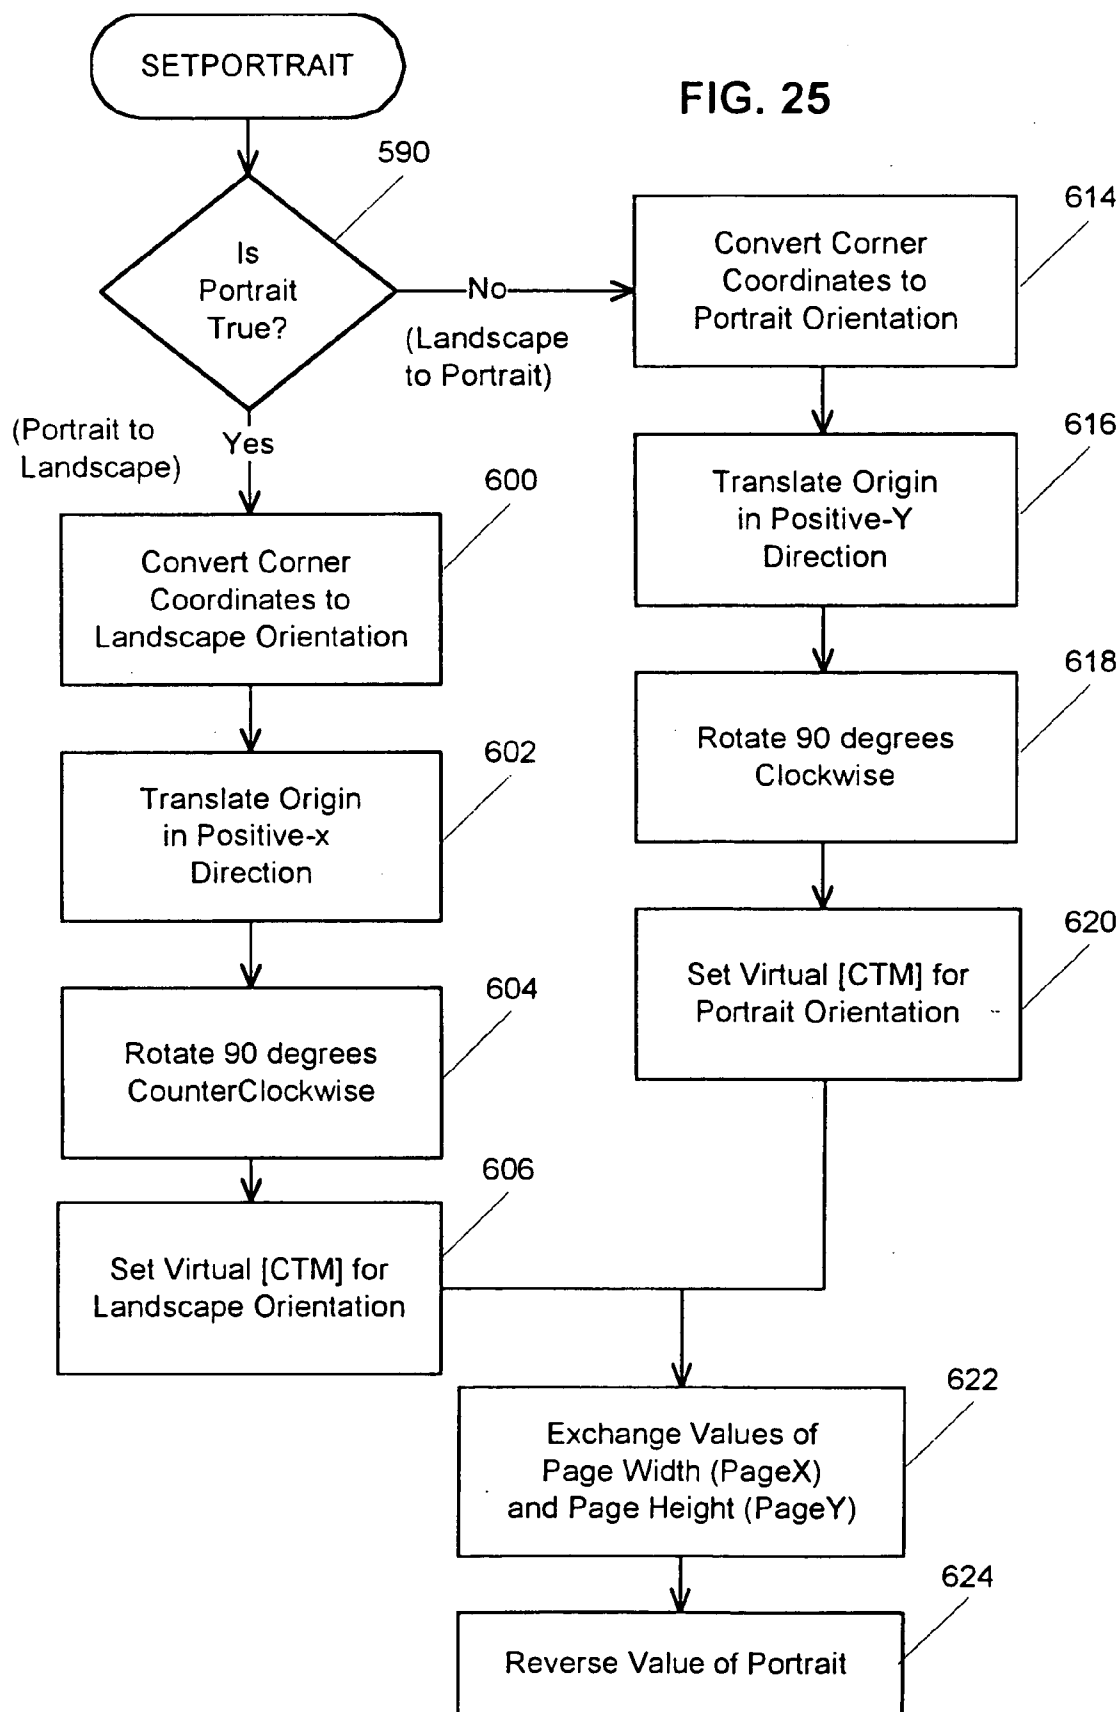 SETPORTRAIT
FIG. 25
590
Is
Portrait
True?
No
(Landscape
to Portrait)
(Portrait to
Landscape)
Yes
600
Convert Corner
Coordinates to
Landscape Orientation
602
Translate Origin
in Positive-x
Direction
604
Rotate 90 degrees
CounterClockwise
606
Set Virtual [CTM] for
Landscape Orientation
614
Convert Corner
Coordinates to
Portrait Orientation
616
Translate Origin
in Positive-Y
Direction
618
Rotate 90 degrees
Clockwise
620
Set Virtual [CTM] for
Portrait Orientation
622
Exchange Values of
Page Width (PageX)
and Page Height (PageY)
624
Reverse Value of Portrait